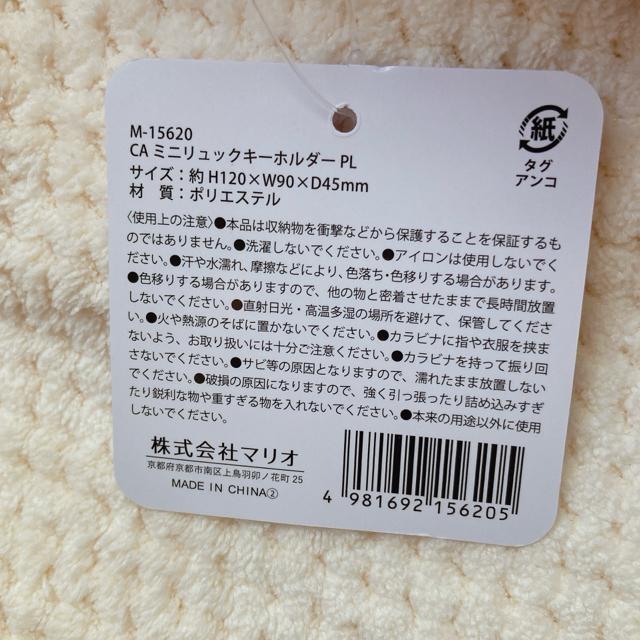 M-15620
CA ミニリュックキーホルダー PL
サイズ：約 H120×W90×D45mm
材　質：ポリエステル
〈使用上の注意〉●本品は収納物を衝撃などから保護することを保証するも
のではありません。●洗濯しないでください。●アイロンは使用しないでく
ださい。●汗や水濡れ、摩擦などにより、色落ち・色移りする場合があります。
●色移りする場合がありますので、他の物と密着させたままで長時間放置
しないでください。●直射日光・高温多湿の場所を避けて、保管してくださ
い。●火や熱源のそばに置かないでください。●カラビナに指や衣服を挟ま
ないよう、お取り扱いには十分ご注意ください。●カラビナを持って振り回
さないでください。●サビ等の原因となりますので、濡れたまま放置しない
でください。●破損の原因になりますので、強く引っ張ったり詰め込みすぎ
たり鋭利な物や重すぎる物を入れないでください。●本来の用途以外に使用
しないでください。
株式会社マリオ
京都府京都市南区上鳥羽卯ノ花町 25
MADE IN CHINA②
4 981692 156205
紙
タグ
アンコ